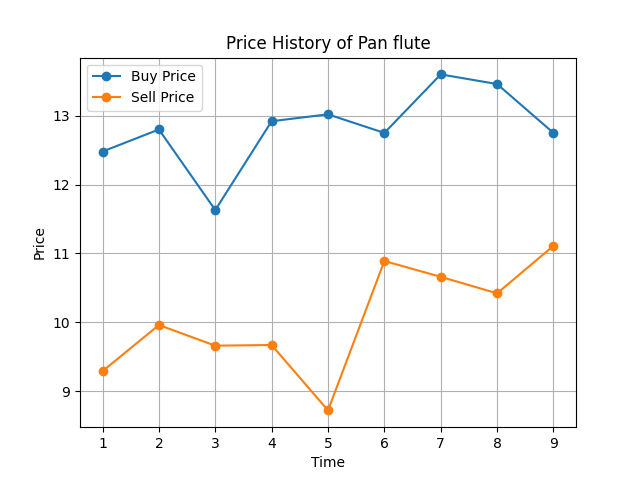 Price History of Pan flute
Buy Price
Sell Price
Price
13
12
11
10
9
1 2 3 4 5 6 7 8 9
Time